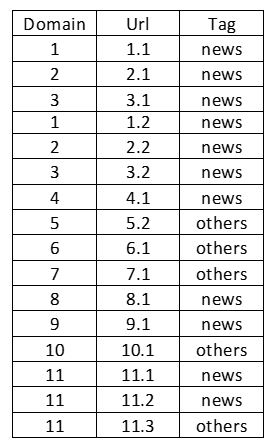 Domain Url Tag
1 1.1 news
2 2.1 news
3 3.1 news
1 1.2 news
2 2.2 news
3 3.2 news
4 4.1 news
5 5.2 others
6 6.1 others
7 7.1 others
8 8.1 news
9 9.1 news
10 10.1 others
11 11.1 news
11 11.2 news
11 11.3 others